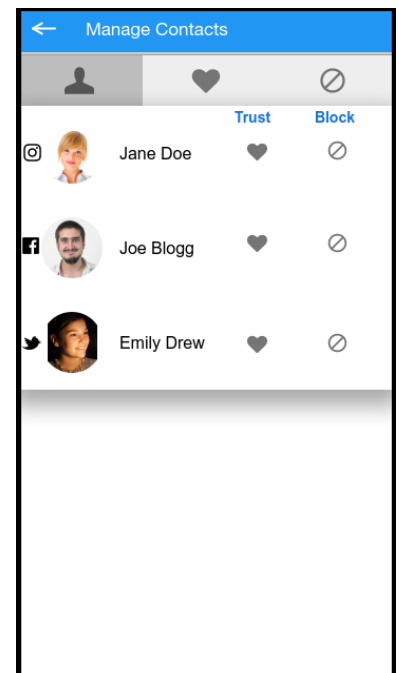 Manage Contacts
Trust Block
Jane Doe
Joe Blogg
Emily Drew